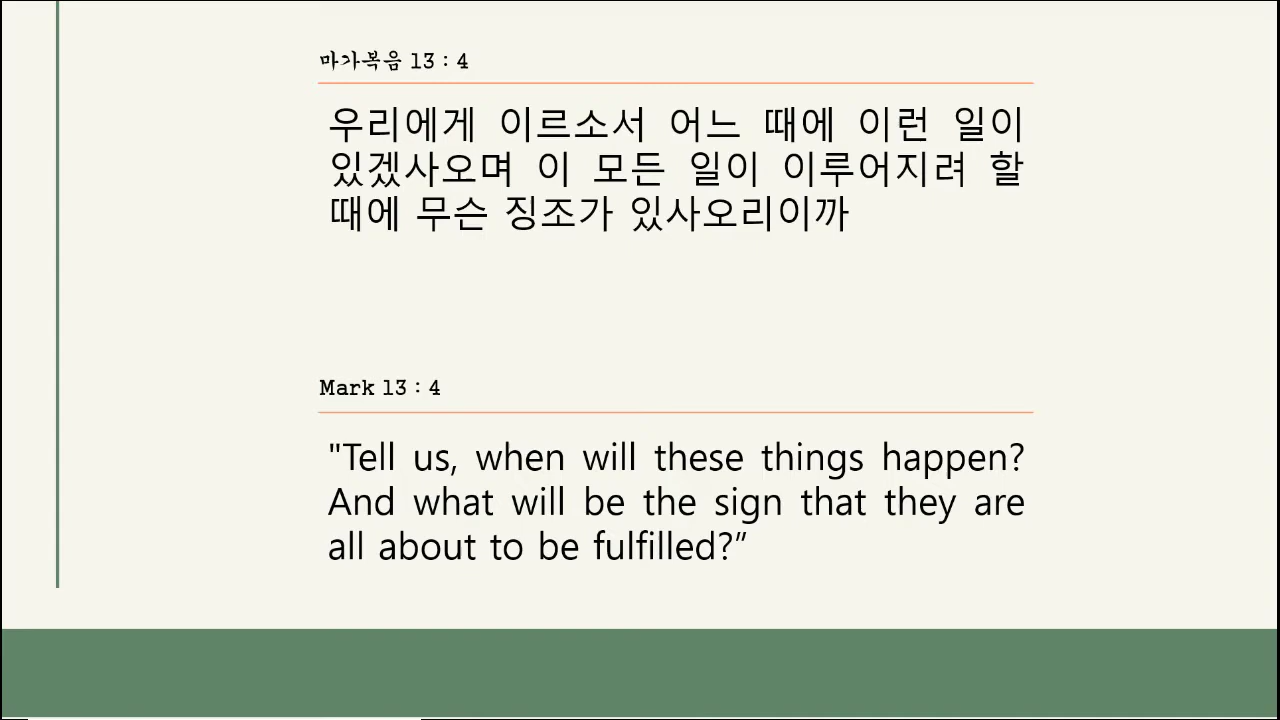 마가복음 13 : 4
우리에게 이르소서 어느 때에 이런 일이
있겠사오며 이 모든 일이 이루어지려 할
때에 무슨 징조가 있사오리이까
Mark 13 : 4
"Tell us, when will these things happen?
And what will be the sign that they are
all about to be fulfilled?”